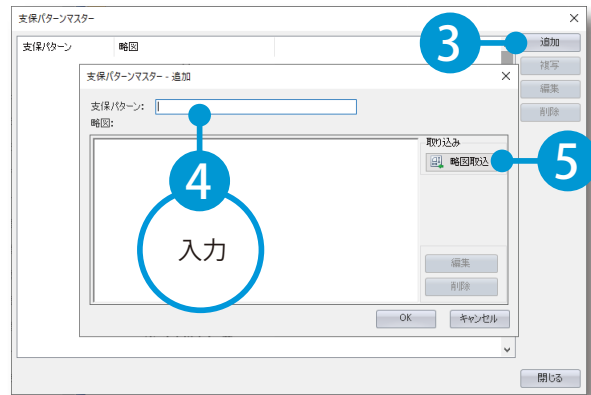 支保パターンマスター
支保パターン 略図
3
追加
複写
編集
削除
支保パターンマスター - 追加
支保パターン:
略図:
取り込み
略図取込
4
5
入力
編集
削除
OK キャンセル
閉じる